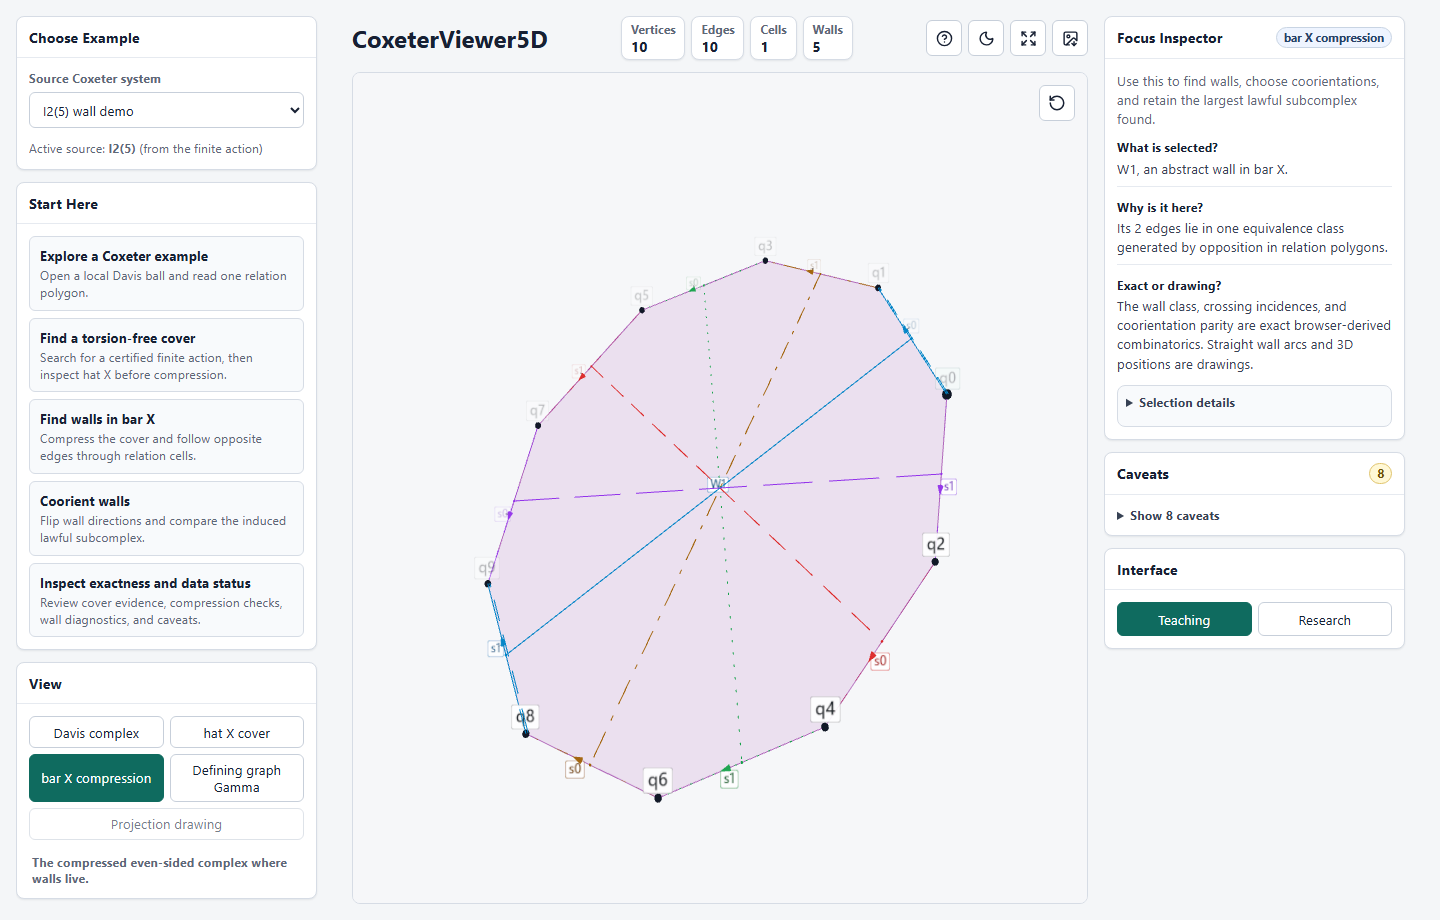 Choose Example
Source Coxeter system
I2(5) wall demo
Active source: I2(5) (from the finite action)
Start Here
Explore a Coxeter example
Open a local Davis ball and read one relation
polygon.
Find a torsion-free cover
Search for a certified finite action, then
inspect hat X before compression.
Find walls in bar X
Compress the cover and follow opposite
edges through relation cells.
Coorient walls
Flip wall directions and compare the induced
lawful subcomplex.
Inspect exactness and data status
Review cover evidence, compression checks,
wall diagnostics, and caveats.
View
Davis complex
hat X cover
bar X compression
Defining graph
Gamma
Projection drawing
The compressed even-sided complex where
walls live.
CoxeterViewer5D
Vertices
10
Edges
10
Cells
1
Walls
5
q3
s1
q1
s0
q5
s0
q0
s1
q7
W1
s1
s0
q2
q9
s1
s0
q8
q4
s0
q6
s1
Focus Inspector
bar X compression
Use this to find walls, choose coorientations,
and retain the largest lawful subcomplex
found.
What is selected?
W1, an abstract wall in bar X.
Why is it here?
Its 2 edges lie in one equivalence class
generated by opposition in relation polygons.
Exact or drawing?
The wall class, crossing incidences, and
coorientation parity are exact browser-derived
combinatorics. Straight wall arcs and 3D
positions are drawings.
Selection details
Caveats
8
Show 8 caveats
Interface
Teaching
Research